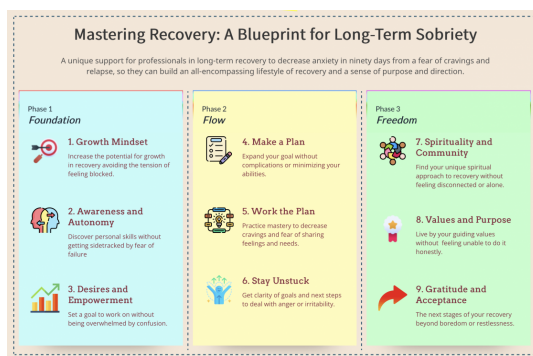 Mastering Recovery: A Blueprint for Long-Term Sobriety
A unique support for professionals in long-term recovery to decrease anxiety in ninety days from a fear of cravings and
relapse, so they can build an all-encompassing lifestyle of recovery and a sense of purpose and direction.
Phase 1
Foundation
1. Growth Mindset
Increase the potential for growth
in recovery avoiding the tension of
feeling blocked.
2. Awareness and
Autonomy
Discover personal skills without
getting sidetracked by fear of
failure
3. Desires and
Empowerment
Set a goal to work on without
being overwhelmed by confusion.
Phase 2
Flow
4. Make a Plan
Expand your goal without
complications or minimizing your
abilities.
5. Work the Plan
Practice mastery to decrease
cravings and fear of sharing
feelings and needs.
6. Stay Unstuck
Get clarity of goals and next steps
to deal with anger or irritability.
Phase 3
Freedom
7. Spirituality and
Community
Find your unique spiritual
approach to recovery without
feeling disconnected or alone.
8. Values and Purpose
Live by your guiding values
without feeling unable to do it
honestly.
9. Gratitude and
Acceptance
The next stages of your recovery
beyond boredom or restlessness.